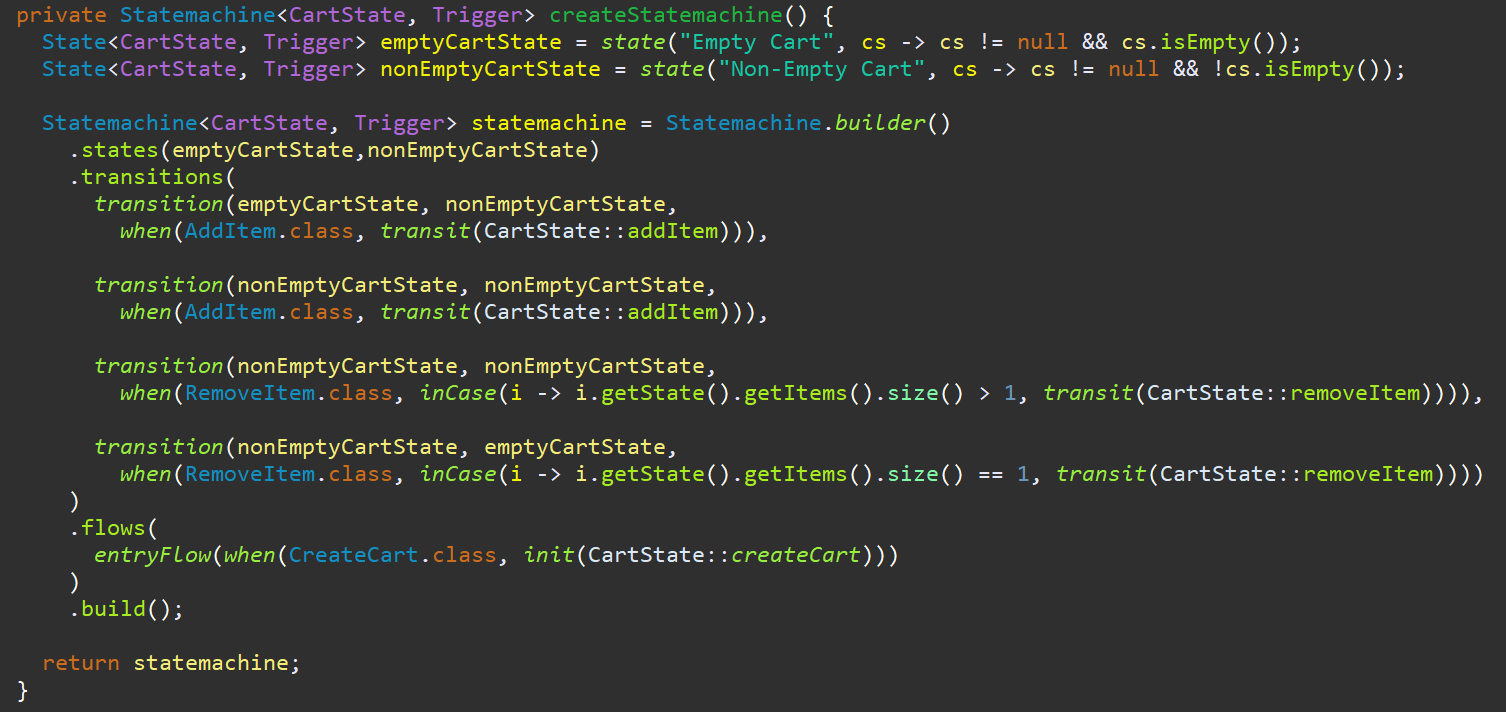 private Statemachine<CartState, Trigger> createStatemachine() {
  State<CartState, Trigger> emptyCartState = state("Empty Cart", cs -> cs != null && cs.isEmpty());
  State<CartState, Trigger> nonEmptyCartState = state("Non-Empty Cart", cs -> cs != null && !cs.isEmpty());

  Statemachine<CartState, Trigger> statemachine = Statemachine.builder()
    .states(emptyCartState,nonEmptyCartState)
    .transitions(
      transition(emptyCartState, nonEmptyCartState,
        when(AddItem.class, transit(CartState::addItem))),

      transition(nonEmptyCartState, nonEmptyCartState,
        when(AddItem.class, transit(CartState::addItem))),

      transition(nonEmptyCartState, nonEmptyCartState,
        when(RemoveItem.class, inCase(i -> i.getState().getItems().size() > 1, transit(CartState::removeItem)))),

      transition(nonEmptyCartState, emptyCartState,
        when(RemoveItem.class, inCase(i -> i.getState().getItems().size() == 1, transit(CartState::removeItem))))
    )
    .flows(
      entryFlow(when(CreateCart.class, init(CartState::createCart)))
    )
    .build();

  return statemachine;
}